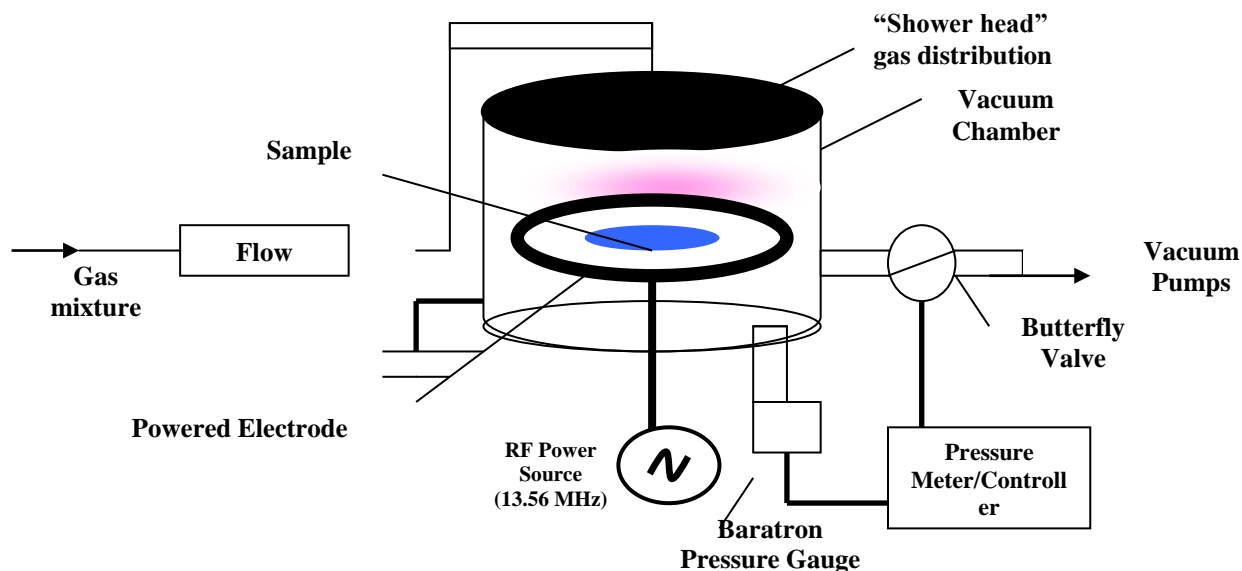 “Shower head”
gas distribution
Vacuum
Chamber
Sample
Flow
Gas
mixture
Vacuum
Pumps
Butterfly
Valve
Powered Electrode
RF Power
Source
(13.56 MHz)
Pressure
Meter/Controll
er
Baratron
Pressure Gauge